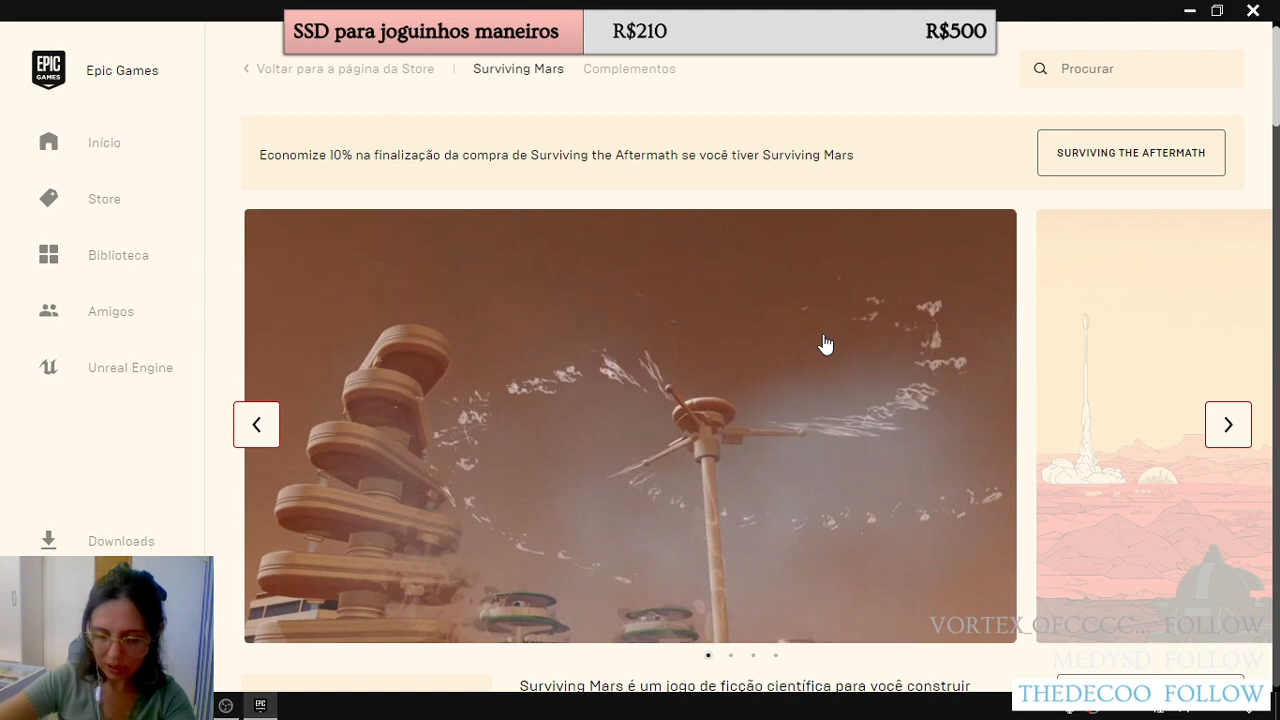 SSD para joguinhos maneiros R$210 R$500
EPIC GAMES
Epic Games
Voltar para a página da Store | Surviving Mars Complementos
Procurar
Início
Store
Biblioteca
Amigos
Unreal Engine
Downloads
Economize 10% na finalização da compra de Surviving the Aftermath se você tiver Surviving Mars
SURVIVING THE AFTERMATH
VORTEX_OFCCCC... FOLLOW
MEDYSD FOLLOW
THEDECOO FOLLOW
Surviving Mars é um jogo de ficção científica para você construir
EPIC